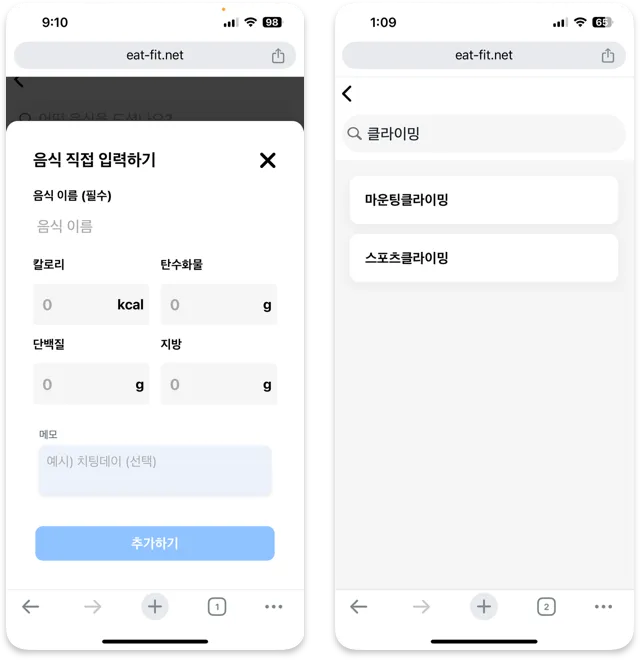 9:10
98
eat-fit.net
어떤 음식을 드셨나요?
음식 직접 입력하기
음식 이름 (필수)
음식 이름
칼로리
탄수화물
0 kcal
0 g
단백질
지방
0 g
0 g
메모
예시) 치팅데이 (선택)
추가하기
1
1:09
65
eat-fit.net
클라이밍
마운팅클라이밍
스포츠클라이밍
2